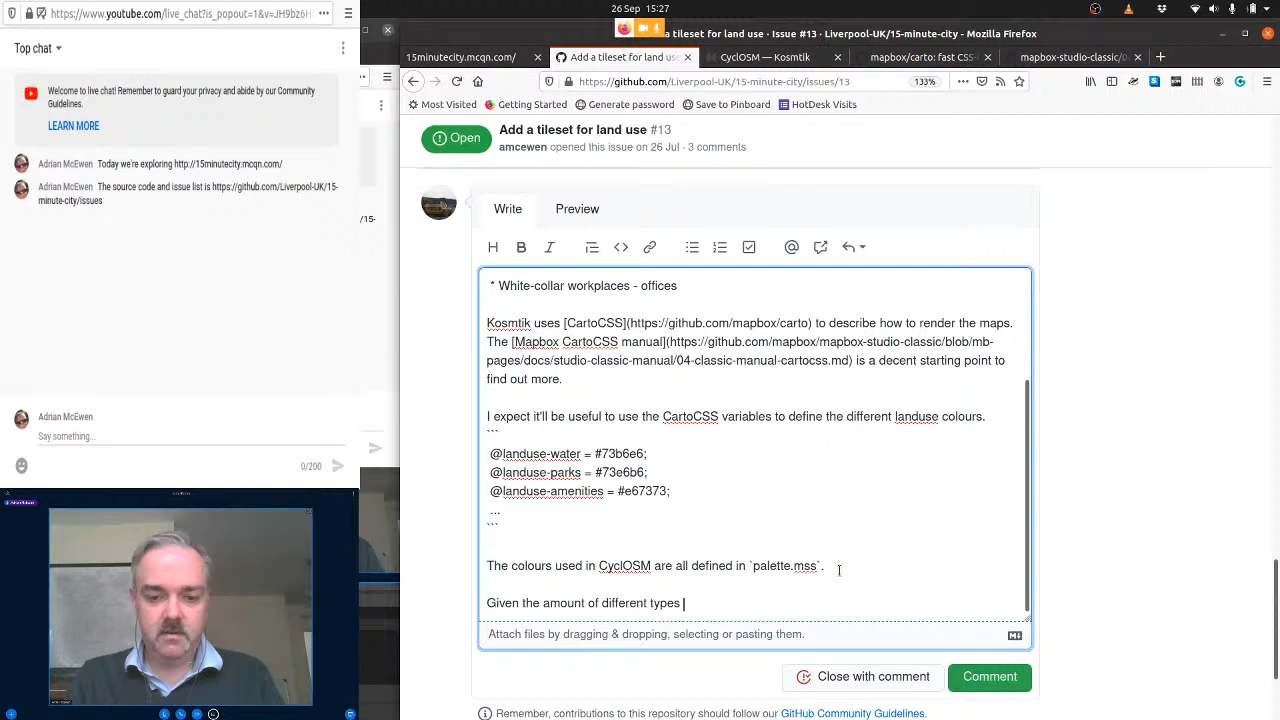 26 Sep 15:27
https://www.youtube.com/live_chat?is_popout=1&v=JH9bz6H
Top chat
Welcome to live chat! Remember to guard your privacy and abide by our Community
Guidelines.
LEARN MORE
Adrian McEwen Today we're exploring http://15minutecity.mcqn.com/
Adrian McEwen The source code and issue list is https://github.com/Liverpool-UK/15-
minute-city/issues
Adrian McEwen
Say something...
0/200
/15-
a tileset for land use · Issue #13 · Liverpool-UK/15-minute-city - Mozilla Firefox
15minutecity.mcqn.com/
Add a tileset for land use
CyclOSM — Kosmtik
mapbox/carto: fast CSS-l
mapbox-studio-classic/0
https://github.com/Liverpool-UK/15-minute-city/issues/13
133%
Most Visited
Getting Started
Generate password
Save to Pinboard
HotDesk Visits
Open
Add a tileset for land use #13
amcewen opened this issue on 26 Jul · 3 comments
Write
Preview
* White-collar workplaces - offices
Kosmtik uses [CartoCSS](https://github.com/mapbox/carto) to describe how to render the maps.
The [Mapbox CartoCSS manual](https://github.com/mapbox/mapbox-studio-classic/blob/mb-
pages/docs/studio-classic-manual/04-classic-manual-cartocss.md) is a decent starting point to
find out more.
I expect it'll be useful to use the CartoCSS variables to define the different landuse colours.
```
@landuse-water = #73b6e6;
@landuse-parks = #73e6b6;
@landuse-amenities = #e67373;
...
```
The colours used in CyclOSM are all defined in `palette.mss`.
Given the amount of different types
Attach files by dragging & dropping, selecting or pasting them.
Close with comment
Comment
Remember, contributions to this repository should follow our GitHub Community Guidelines.